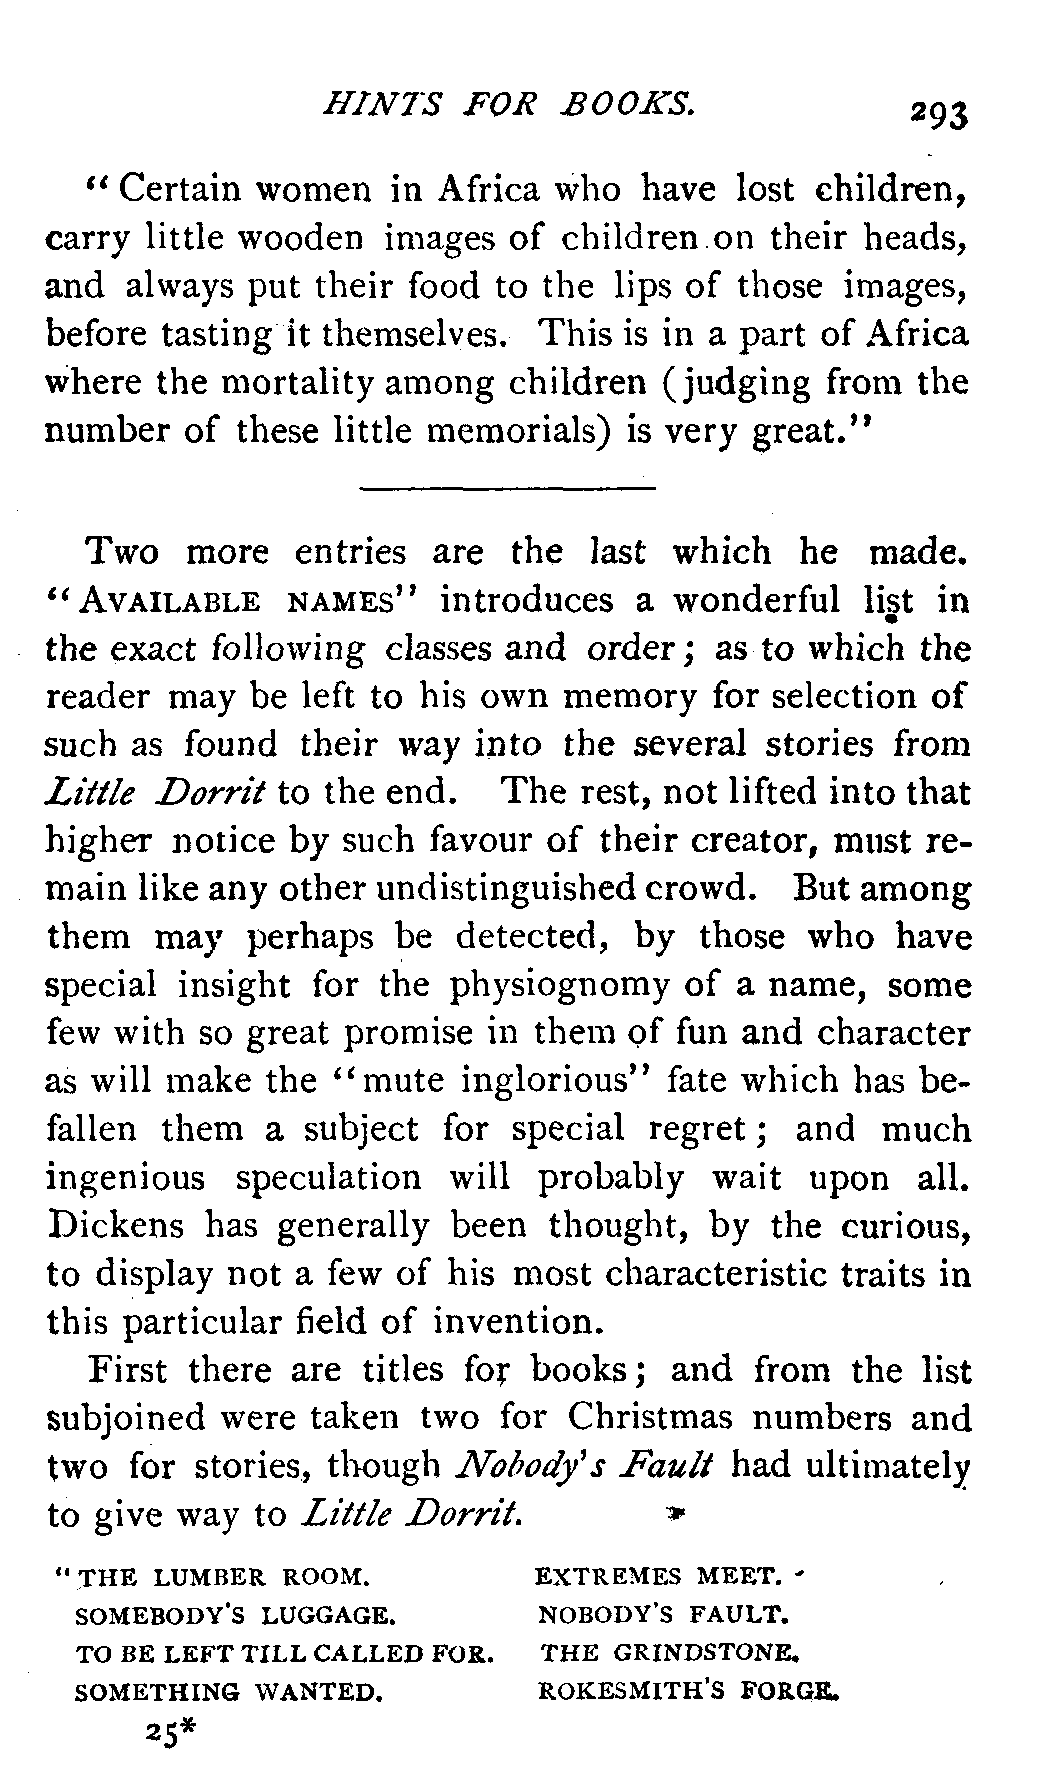 HINTS FOR BOOKS. 293
“Certain women in Africa who have lost children,
carry little wooden images of children on their heads,
and always put their food to the lips of those images,
before tasting it themselves. This is in a part of Africa
where the mortality among children (judging from the
number of these little memorials) is very great.”
Two more entries are the last which he made.
“AVAILABLE NAMES” introduces a wonderful list in
the exact following classes and order; as to which the
reader may be left to his own memory for selection of
such as found their way into the several stories from
Little Dorrit to the end. The rest, not lifted into that
higher notice by such favour of their creator, must re-
main like any other undistinguished crowd. But among
them may perhaps be detected, by those who have
special insight for the physiognomy of a name, some
few with so great promise in them of fun and character
as will make the “mute inglorious” fate which has be-
fallen them a subject for special regret; and much
ingenious speculation will probably wait upon all.
Dickens has generally been thought, by the curious,
to display not a few of his most characteristic traits in
this particular field of invention.
First there are titles for books; and from the list
subjoined were taken two for Christmas numbers and
two for stories, though Nobody's Fault had ultimately
to give way to Little Dorrit.
“THE LUMBER ROOM. EXTREMES MEET.
SOMEBODY'S LUGGAGE. NOBODY'S FAULT.
TO BE LEFT TILL CALLED FOR. THE GRINDSTONE.
SOMETHING WANTED. ROKESMITH'S FORGE.
25*